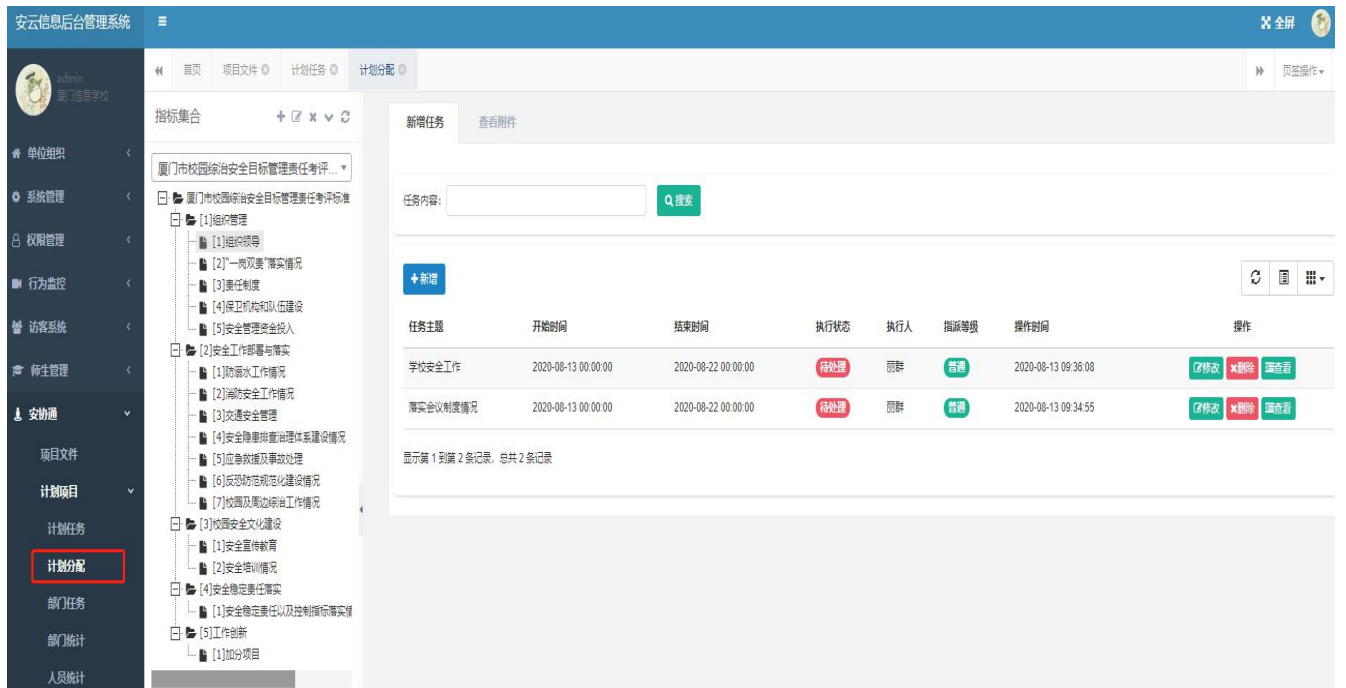 安云信息后台管理系统
全屏
admin
厦门信息学校
首页 项目文件 计划任务 计划分配
页签操作
单位组织
系统管理
权限管理
行为监控
访客系统
师生管理
安协通
项目文件
计划项目
计划任务
计划分配
部门任务
部门统计
人员统计
指标集合
厦门市校园综治安全目标管理责任考评...
厦门市校园综治安全目标管理责任考评标准
[1]组织管理
[1]组织领导
[2]"一岗双责"落实情况
[3]责任制度
[4]保卫机构和队伍建设
[5]安全管理资金投入
[2]安全工作部署与落实
[1]防溺水工作情况
[2]消防安全工作情况
[3]交通安全管理
[4]安全隐患排查治理体系建设情况
[5]应急救援及事故处理
[6]反恐防范规范化建设情况
[7]校园及周边综治工作情况
[3]校园安全文化建设
[1]安全宣传教育
[2]安全培训情况
[4]安全稳定责任落实
[1]安全稳定责任以及控制指标落实情
[5]工作创新
[1]加分项目
新增任务 查看附件
任务内容: 搜索
新增
任务主题 开始时间 结束时间 执行状态 执行人 指派等级 操作时间 操作
学校安全工作 2020-08-13 00:00:00 2020-08-22 00:00:00 待处理 丽群 普通 2020-08-13 09:36:08 修改 删除 查看
落实会议制度情况 2020-08-13 00:00:00 2020-08-22 00:00:00 待处理 丽群 普通 2020-08-13 09:34:55 修改 删除 查看
显示第 1 到第 2 条记录，总共 2 条记录